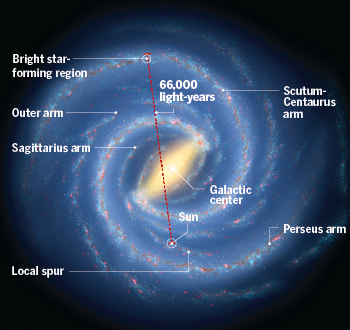 Bright star-
forming region
66,000
light-years
Scutum-
Centaurus
arm
Outer arm
Sagittarius arm
Galactic
center
Sun
Perseus arm
Local spur